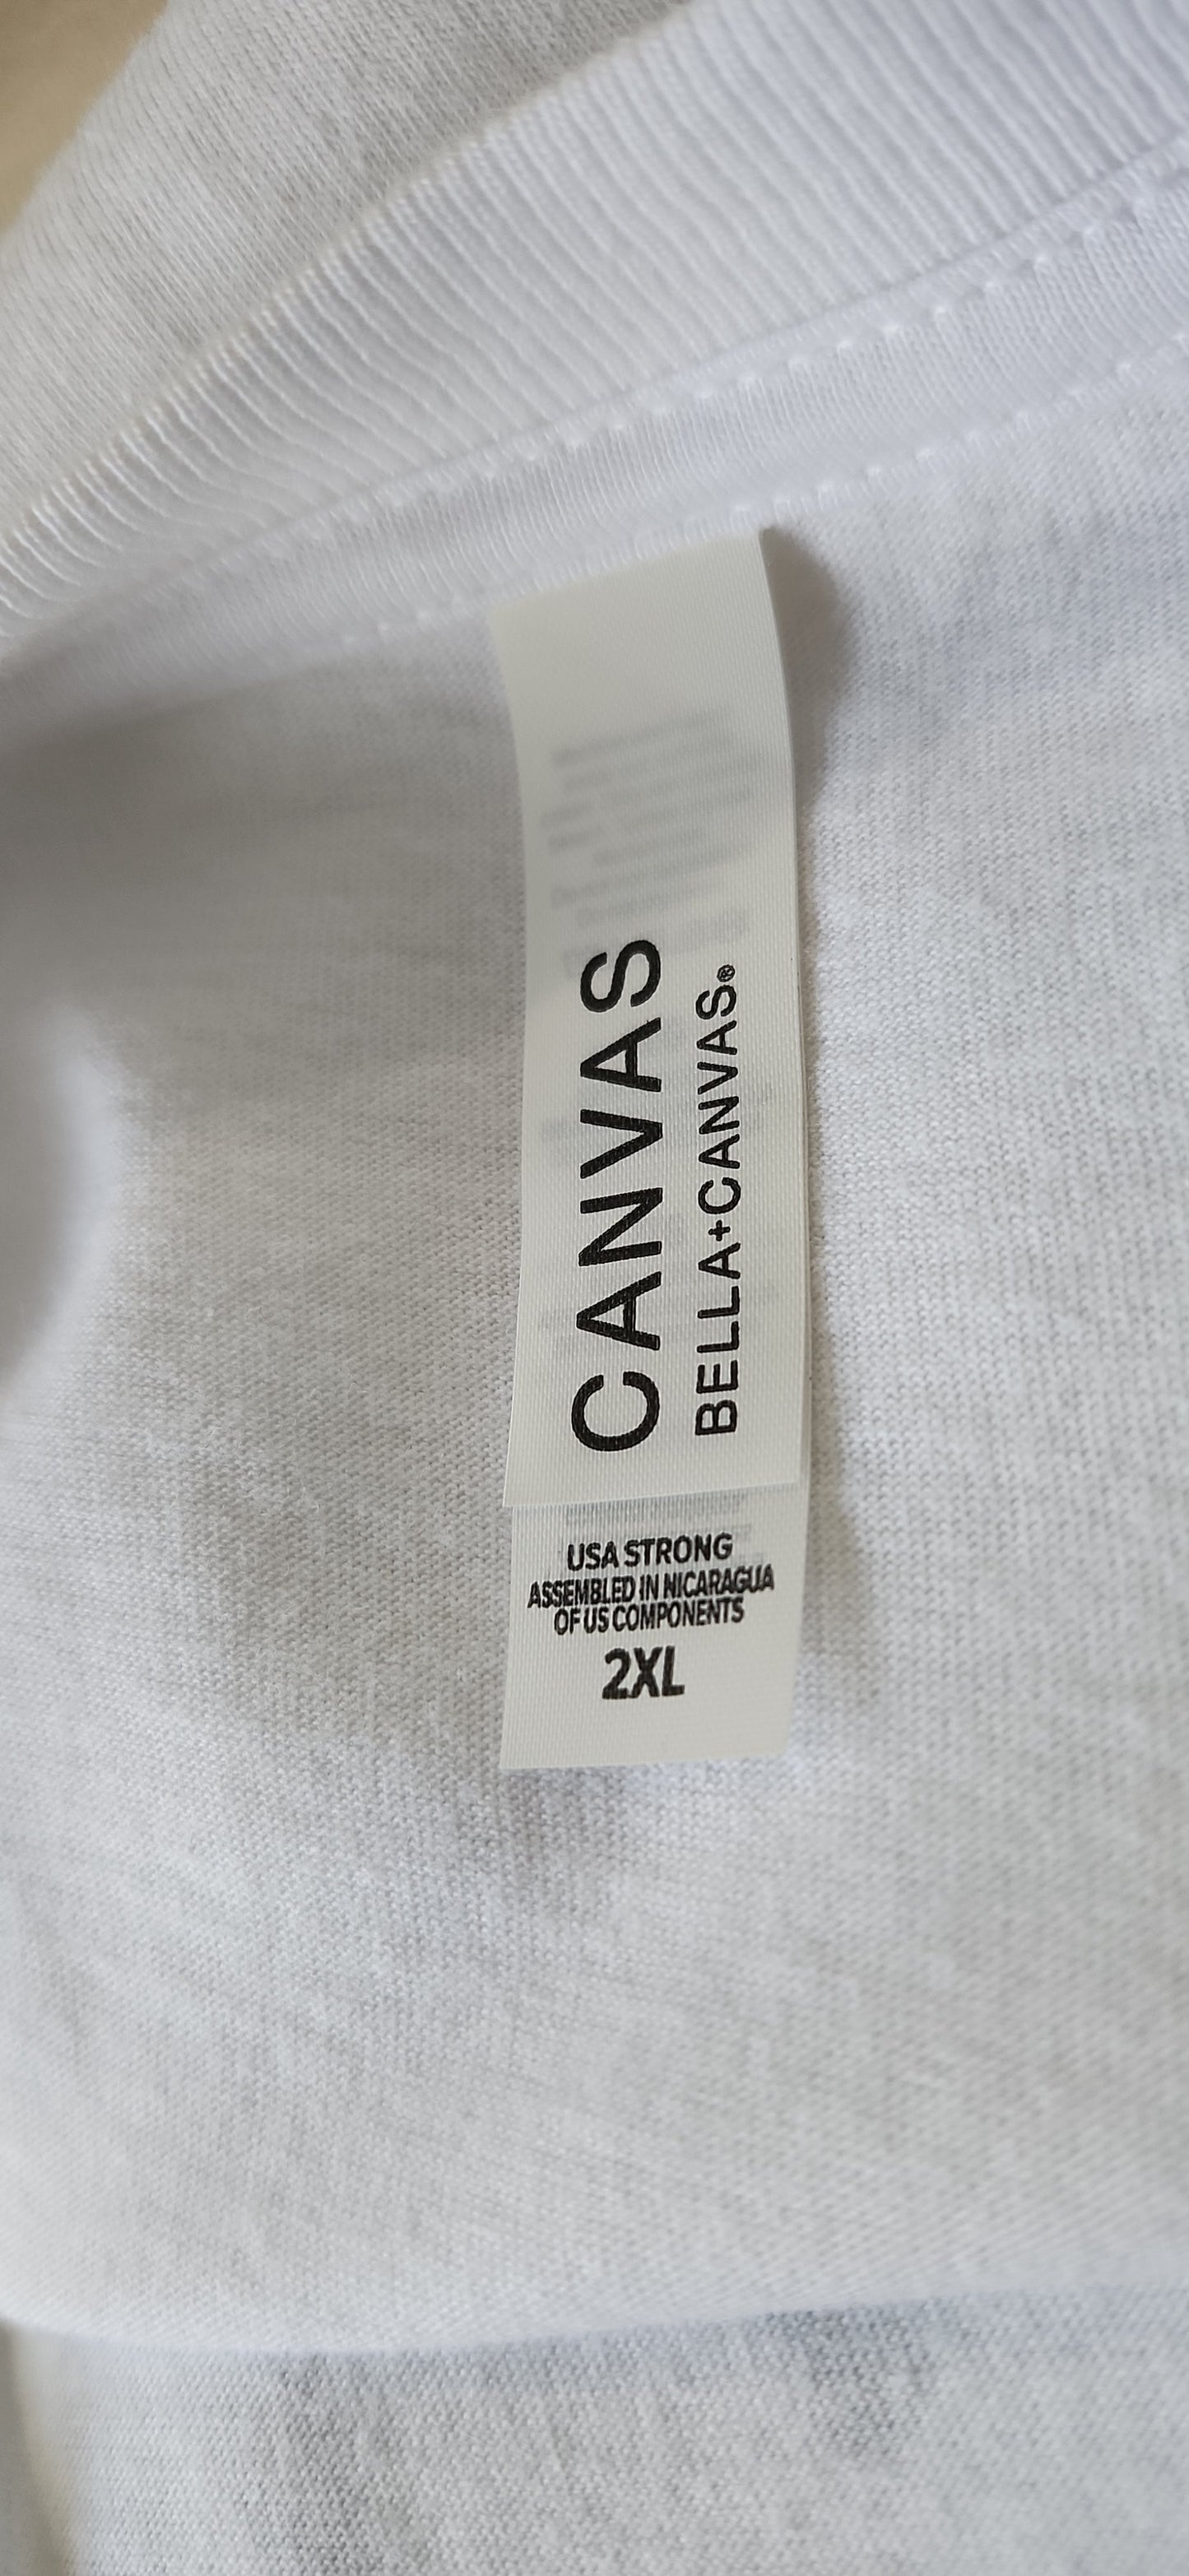 CANVAS
BELLA+CANVAS®
USA STRONG
ASSEMBLED IN NICARAGUA
OF US COMPONENTS
2XL